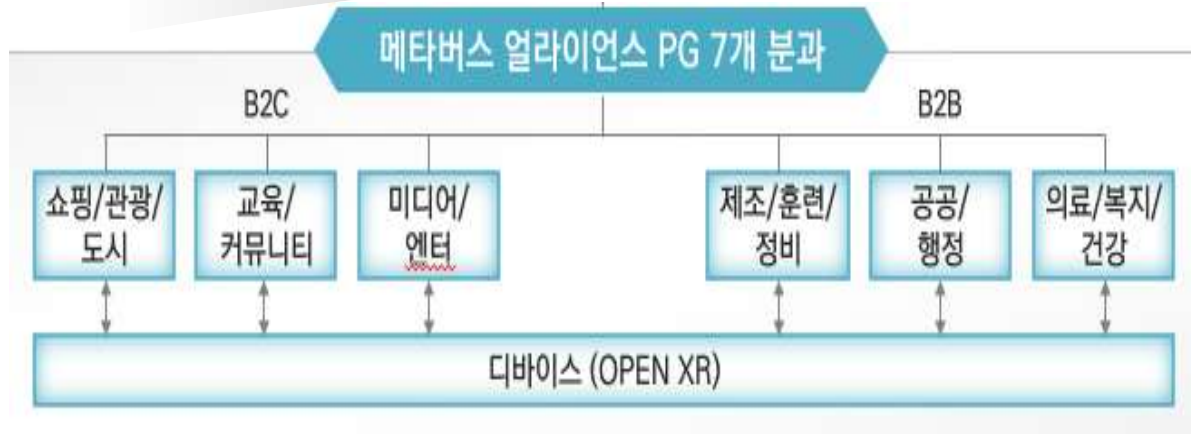 메타버스 얼라이언스 PG 7개 분과
B2C
B2B
쇼핑/관광/
도시
교육/
커뮤니티
미디어/
엔터
제조/훈련/
정비
공공/
행정
의료/복지/
건강
디바이스 (OPEN XR)